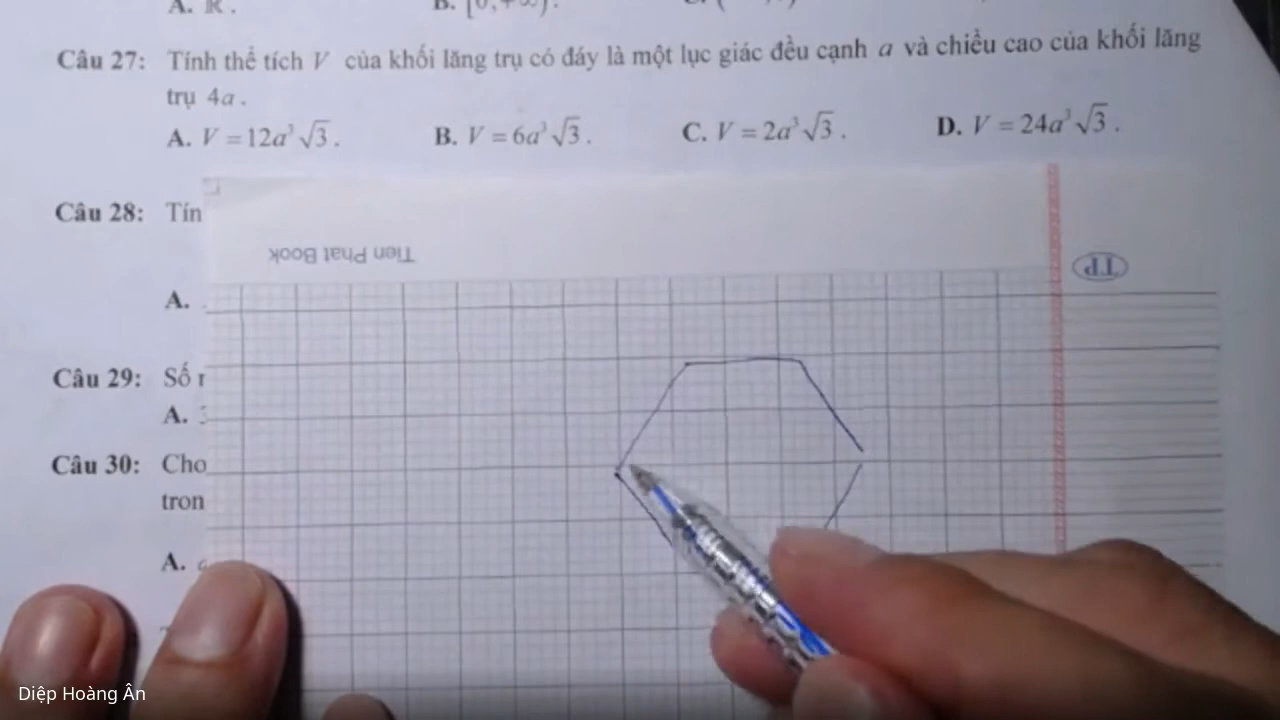 A. ℝ.
Câu 27: Tính thể tích V của khối lăng trụ có đáy là một lục giác đều cạnh a và chiều cao của khối lăng
trụ 4a.
A. V = 12a³√3. B. V = 6a³√3. C. V = 2a³√3. D. V = 24a³√3.
Câu 28: Tín
Tien Phat Book
TP
A.
Câu 29: Số
A.
Câu 30: Cho
tron
A.
Diệp Hoàng Ân